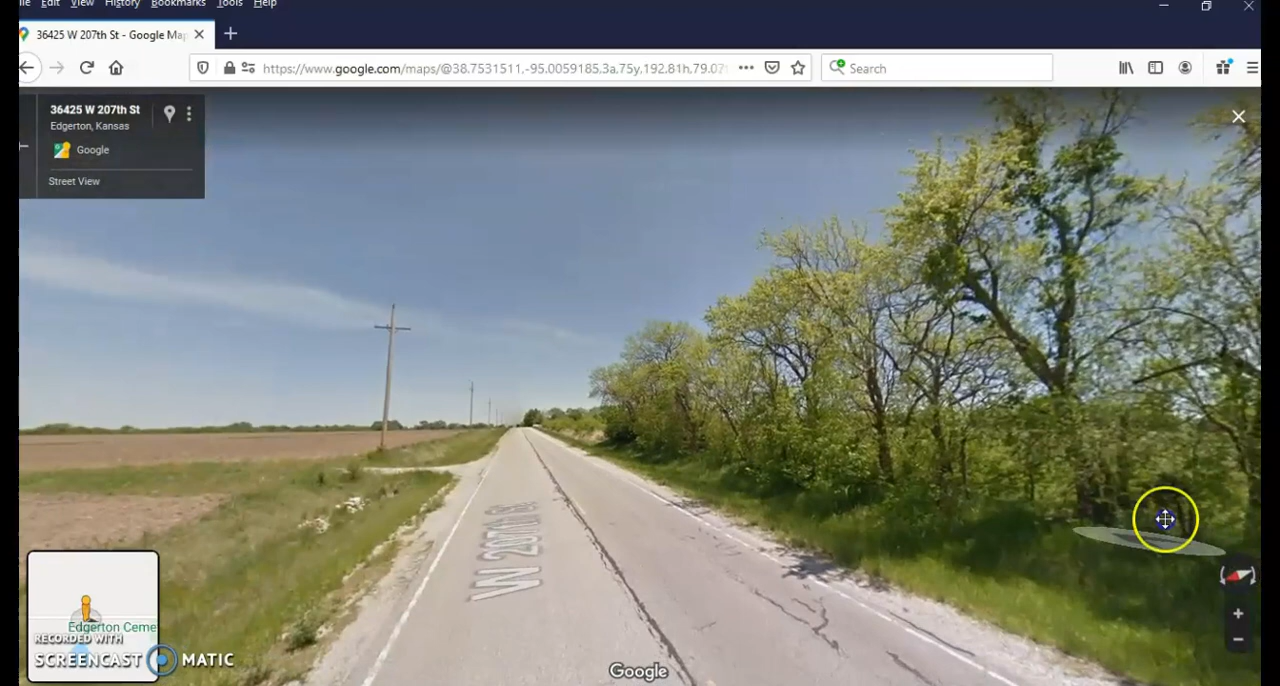 Edit View History Bookmarks Tools Help
36425 W 207th St - Google Map
https://www.google.com/maps/@38.7531511,-95.0059185,3a,75y,192.81h,79.07
Search
36425 W 207th St
Edgerton, Kansas
Google
Street View
W 207th St
Edgerton Ceme
RECORDED WITH
SCREENCAST MATIC
Google